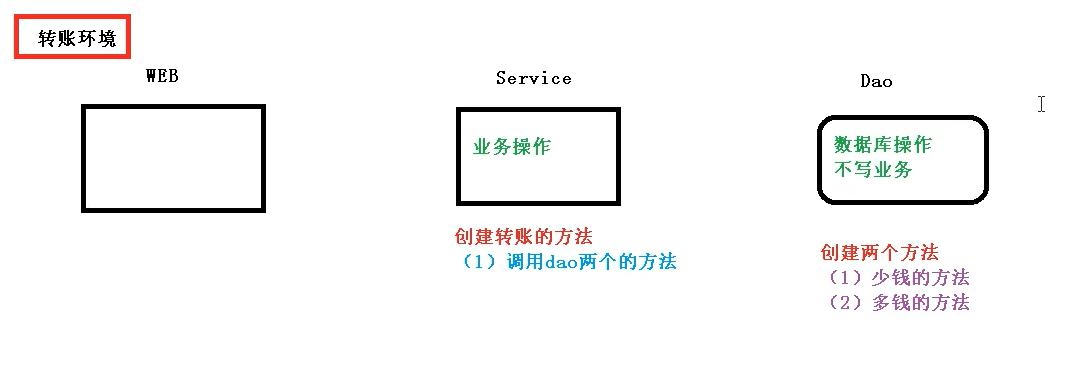 转账环境
WEB
Service
Dao
业务操作
数据库操作
不写业务
创建转账的方法
（1）调用dao两个的方法
创建两个方法
（1）少钱的方法
（2）多钱的方法